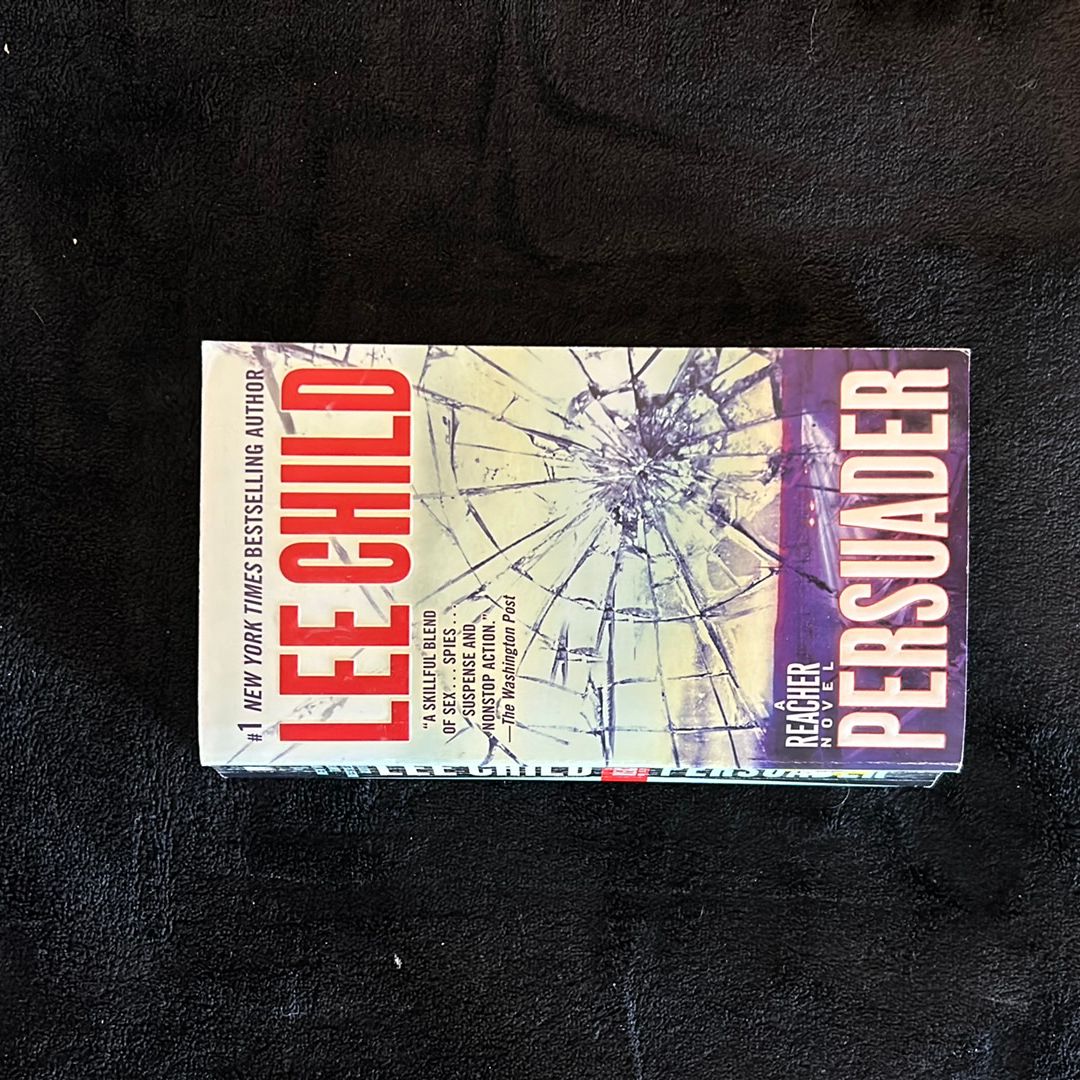 #1 NEW YORK TIMES BESTSELLING AUTHOR
LEE CHILD
“A SKILLFUL BLEND
OF SEX . . . SPIES . . .
SUSPENSE AND
NONSTOP ACTION.”
—The Washington Post
A
REACHER
NOVEL
PERSUADER
LEE CHILD
PERSUADER